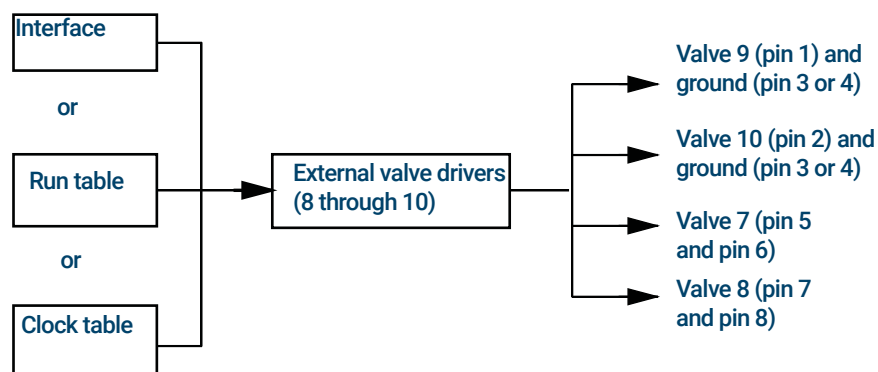 Interface
or
Run table
or
Clock table
External valve drivers
(8 through 10)
Valve 9 (pin 1) and
ground (pin 3 or 4)
Valve 10 (pin 2) and
ground (pin 3 or 4)
Valve 7 (pin 5
and pin 6)
Valve 8 (pin 7
and pin 8)